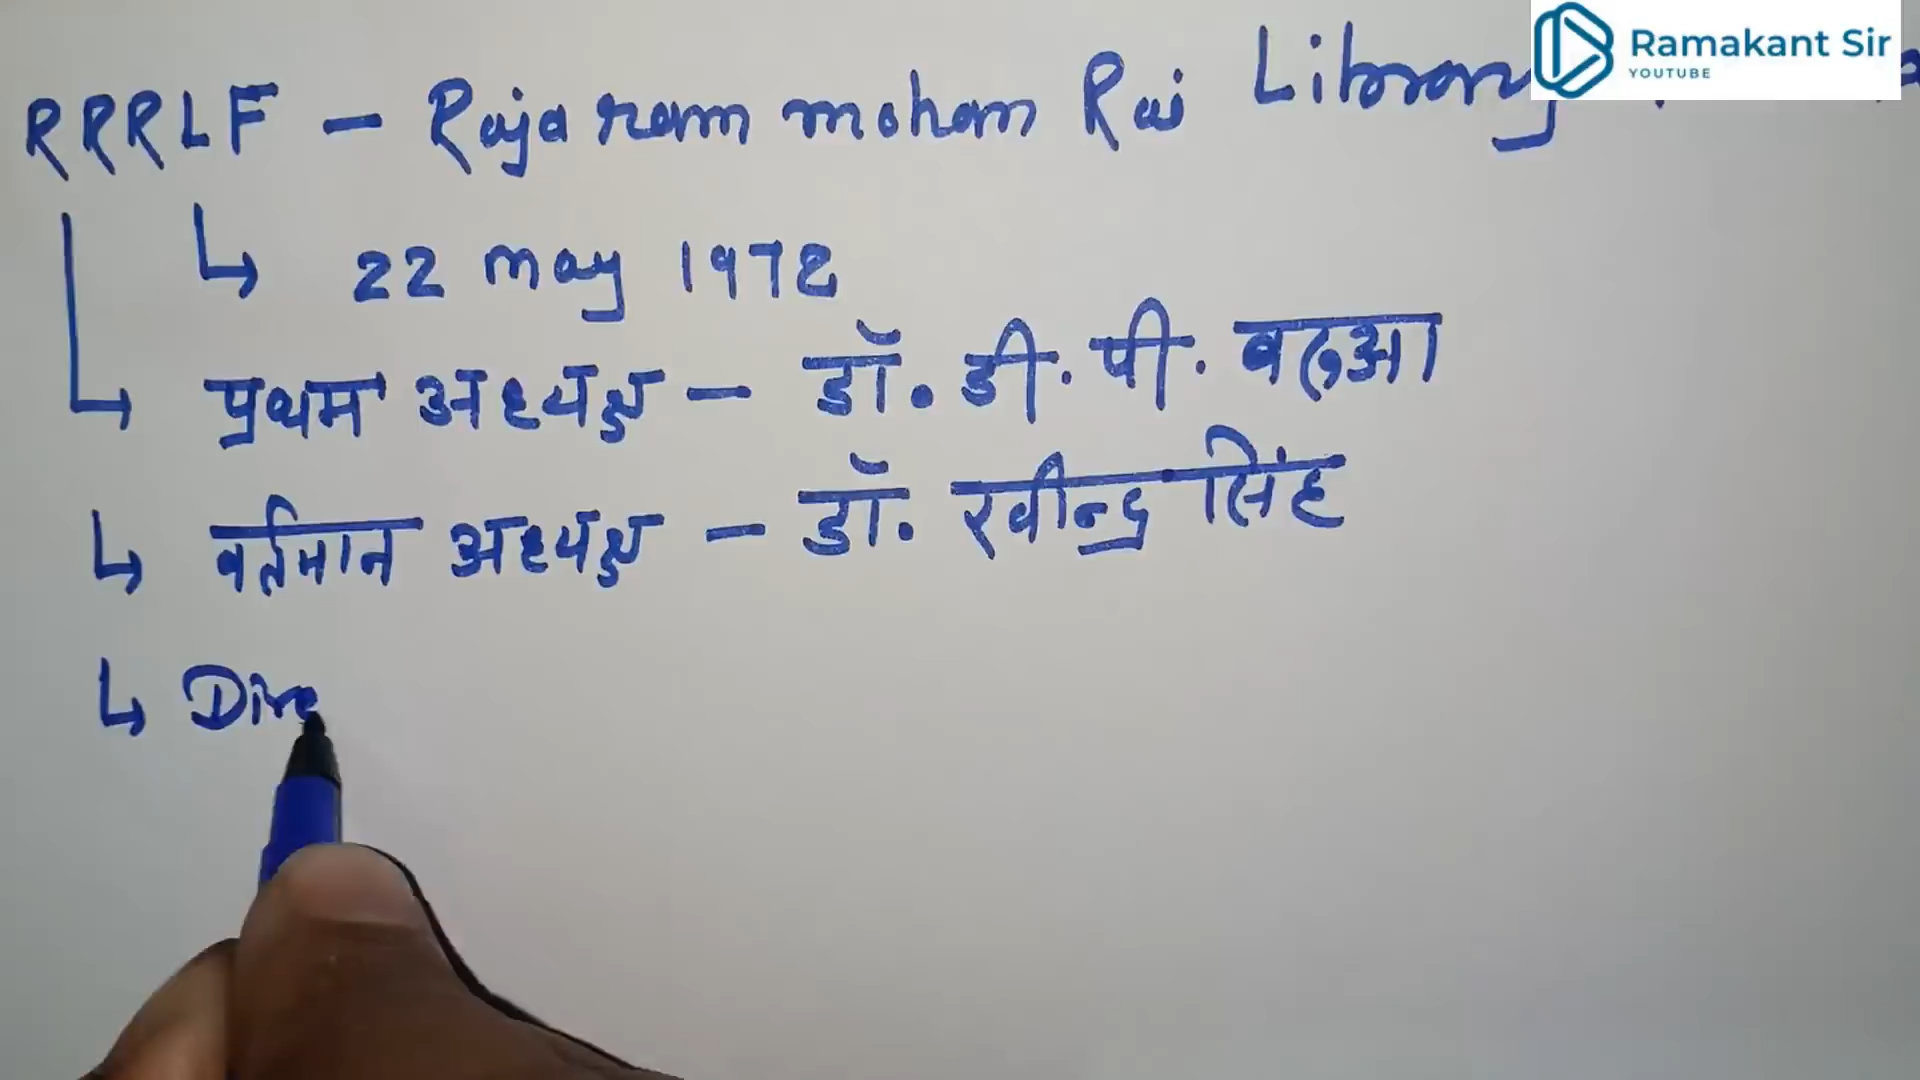 Ramakant Sir
YOUTUBE
RRRLF - Raja ram mohan Rai Library
↳ 22 may 1972
↳ प्रथम अध्यक्ष - डॉ. डी. पी. बरुआ
↳ वर्तमान अध्यक्ष - डॉ. रवीन्द्र सिंह
↳ Dire